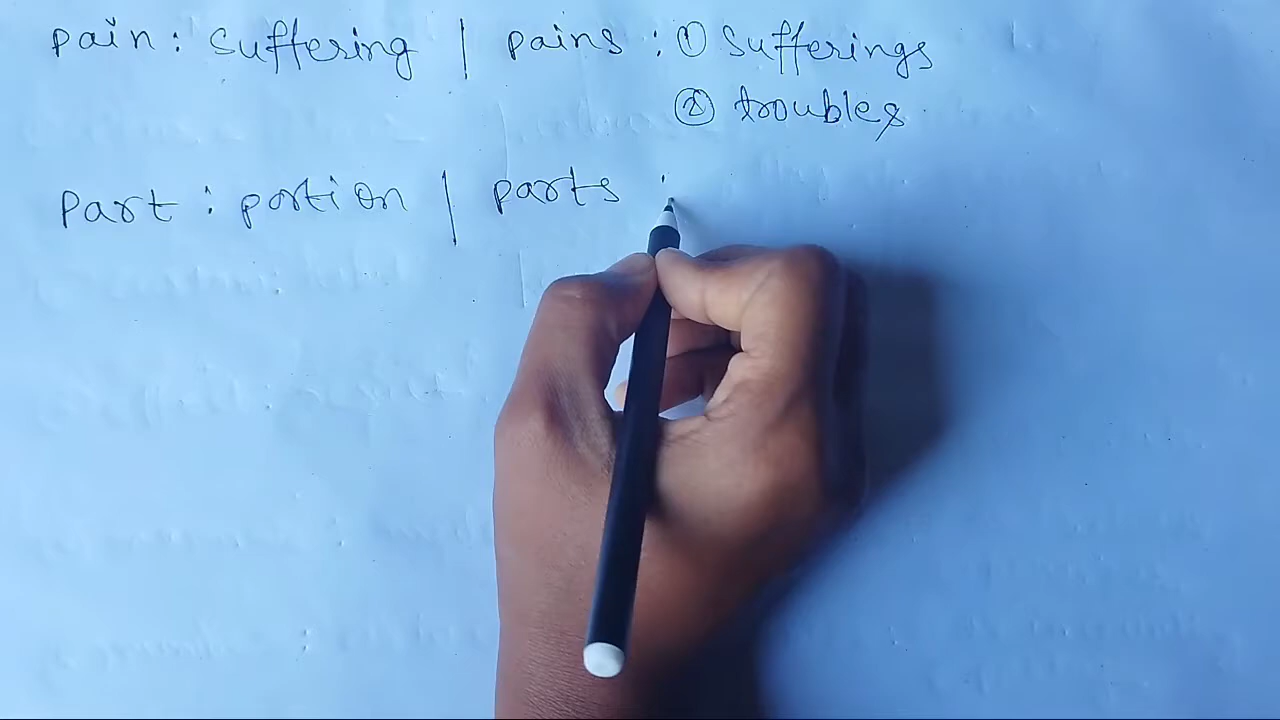 pain: suffering | pains : ① sufferings
② troubles
Part : portion | parts :